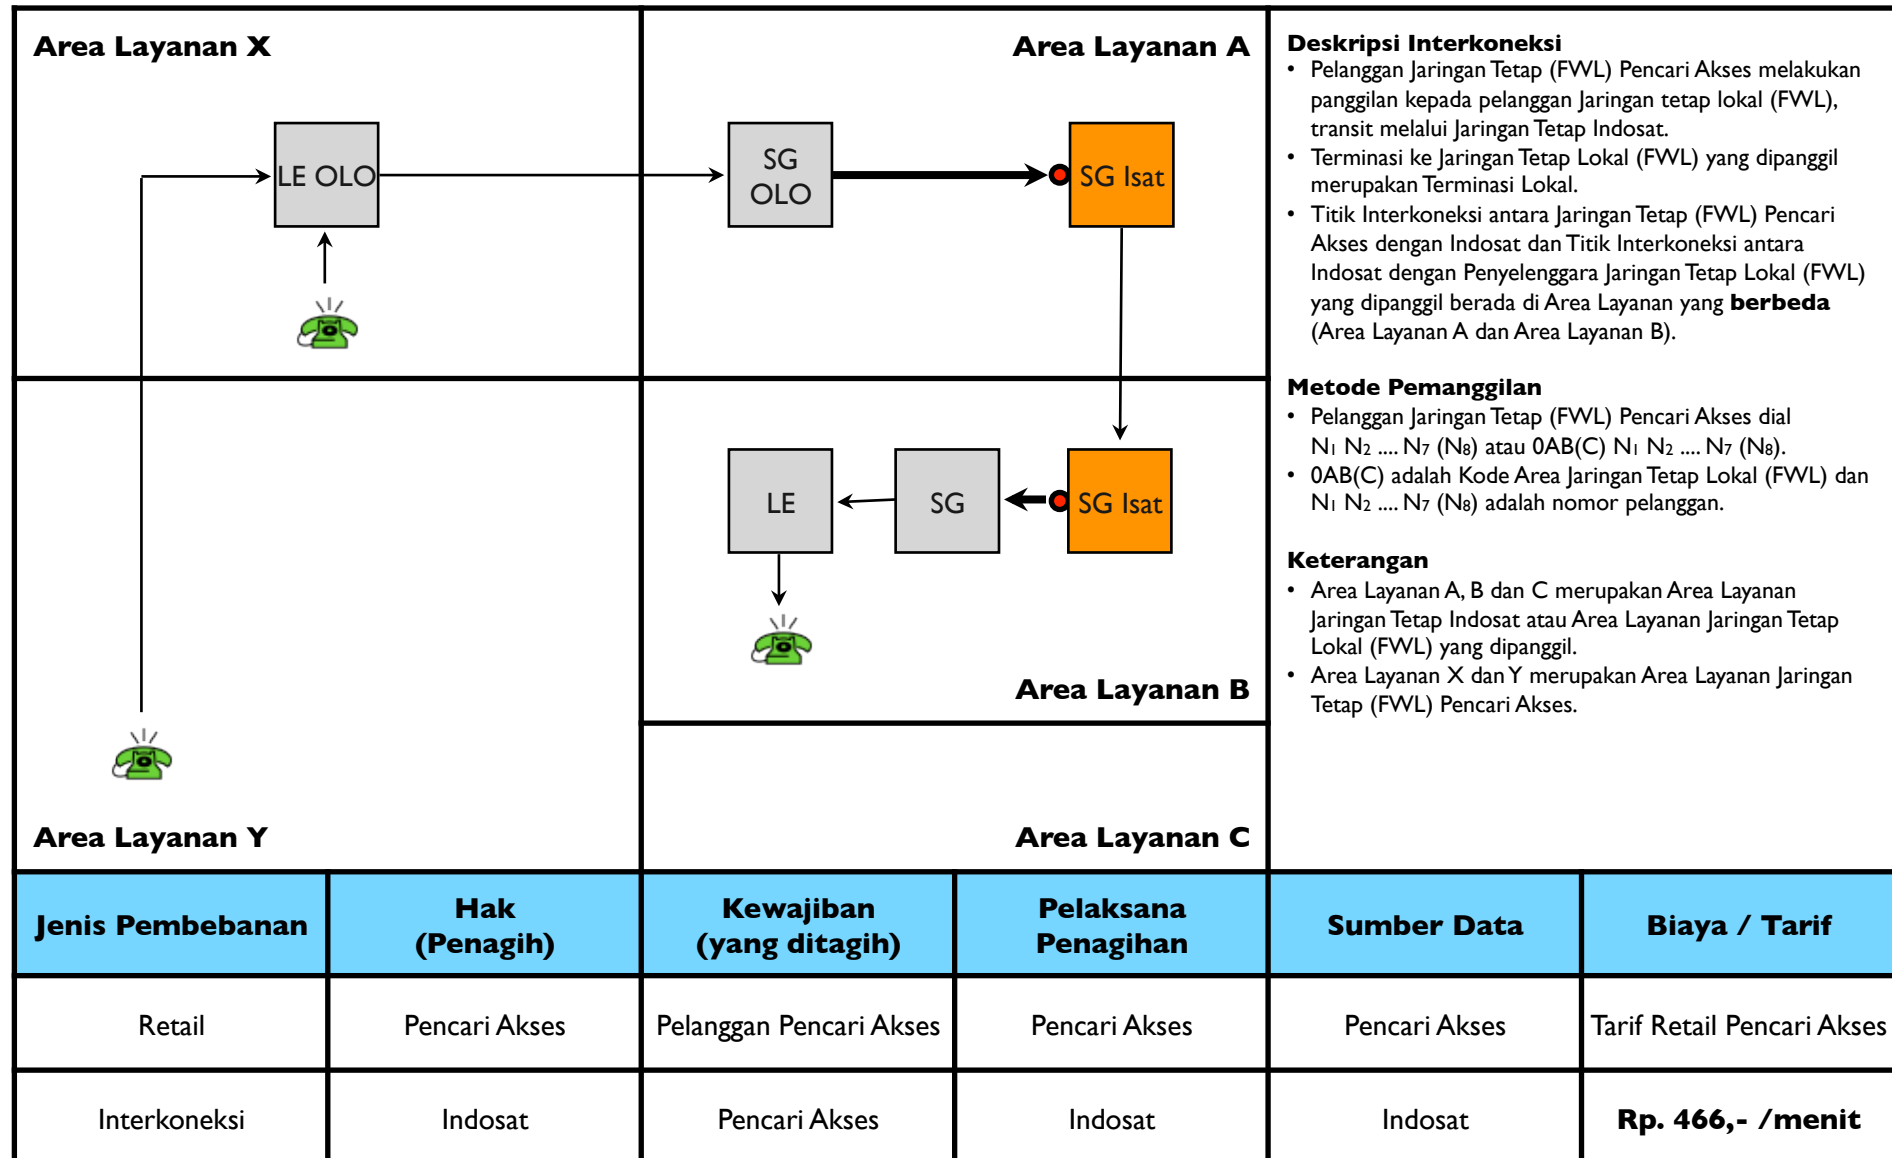 Area Layanan X
Area Layanan A
LE OLO
SG
OLO
SG Isat
LE
SG
SG Isat
Area Layanan B
Area Layanan Y
Area Layanan C
Deskripsi Interkoneksi
• Pelanggan Jaringan Tetap (FWL) Pencari Akses melakukan
panggilan kepada pelanggan Jaringan tetap lokal (FWL),
transit melalui Jaringan Tetap Indosat.
• Terminasi ke Jaringan Tetap Lokal (FWL) yang dipanggil
merupakan Terminasi Lokal.
• Titik Interkoneksi antara Jaringan Tetap (FWL) Pencari
Akses dengan Indosat dan Titik Interkoneksi antara
Indosat dengan Penyelenggara Jaringan Tetap Lokal (FWL)
yang dipanggil berada di Area Layanan yang berbeda
(Area Layanan A dan Area Layanan B).
Metode Pemanggilan
• Pelanggan Jaringan Tetap (FWL) Pencari Akses dial
N₁ N₂ .... N₇ (N₈) atau 0AB(C) N₁ N₂ .... N₇ (N₈).
• 0AB(C) adalah Kode Area Jaringan Tetap Lokal (FWL) dan
N₁ N₂ .... N₇ (N₈) adalah nomor pelanggan.
Keterangan
• Area Layanan A, B dan C merupakan Area Layanan
Jaringan Tetap Indosat atau Area Layanan Jaringan Tetap
Lokal (FWL) yang dipanggil.
• Area Layanan X dan Y merupakan Area Layanan Jaringan
Tetap (FWL) Pencari Akses.
Jenis Pembebanan
Hak
(Penagih)
Kewajiban
(yang ditagih)
Pelaksana
Penagihan
Sumber Data
Biaya / Tarif
Retail
Pencari Akses
Pelanggan Pencari Akses
Pencari Akses
Pencari Akses
Tarif Retail Pencari Akses
Interkoneksi
Indosat
Pencari Akses
Indosat
Indosat
Rp. 466,- /menit